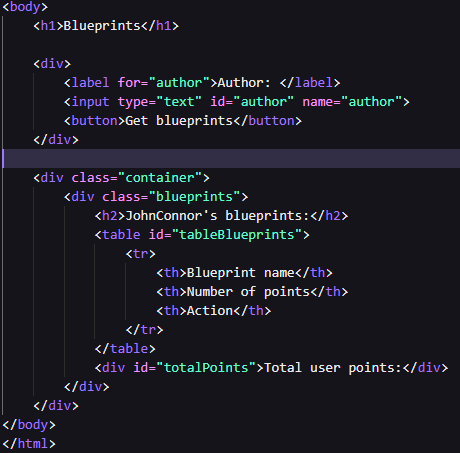 <body>
<h1>Blueprints</h1>
<div>
<label for="author">Author: </label>
<input type="text" id="author" name="author">
<button>Get blueprints</button>
</div>
<div class="container">
<div class="blueprints">
<h2>JohnConnor's blueprints:</h2>
<table id="tableBlueprints">
<tr>
<th>Blueprint name</th>
<th>Number of points</th>
<th>Action</th>
</tr>
</table>
<div id="totalPoints">Total user points:</div>
</div>
</div>
</body>
</html>